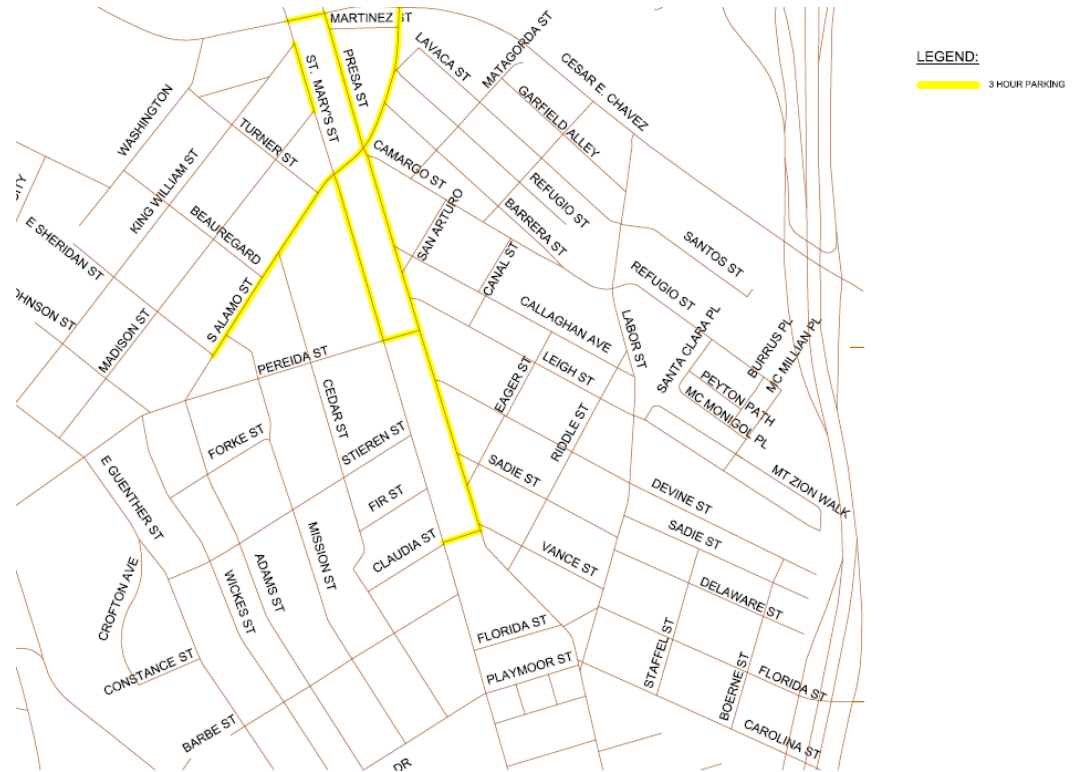 MARTINEZ ST
LEGEND:
3 HOUR PARKING
LAVACA ST
MATAGORDA ST
CESAR E. CHAVEZ
ST. MARY'S ST
PRESA ST
WASHINGTON
GARFIELD ALLEY
TURNER ST
CAMARGO ST
KING WILLIAM ST
REFUGIO ST
BEAUREGARD
SAN ARTURO
BARRERA ST
E SHERIDAN ST
SANTOS ST
CANAL ST
REFUGIO ST
OHNSON ST
MADISON ST
S ALAMO ST
CALLAGHAN AVE
LABOR ST
SANTA CLARA PL
BURRUS PL
MC MILLIAN PL
PEREIDA ST
LEIGH ST
EAGER ST
PEYTON PATH
MC MONIGOL PL
CEDAR ST
FORKE ST
STIEREN ST
RIDDLE ST
E GUENTHER ST
SADIE ST
MT ZION WALK
FIR ST
DEVINE ST
MISSION ST
SADIE ST
CLAUDIA ST
VANCE ST
CROFTON AVE
WICKES ST
ADAMS ST
DELAWARE ST
FLORIDA ST
STAFFEL ST
CONSTANCE ST
PLAYMOOR ST
BOERNE ST
FLORIDA ST
BARBE ST
CAROLINA ST
DR